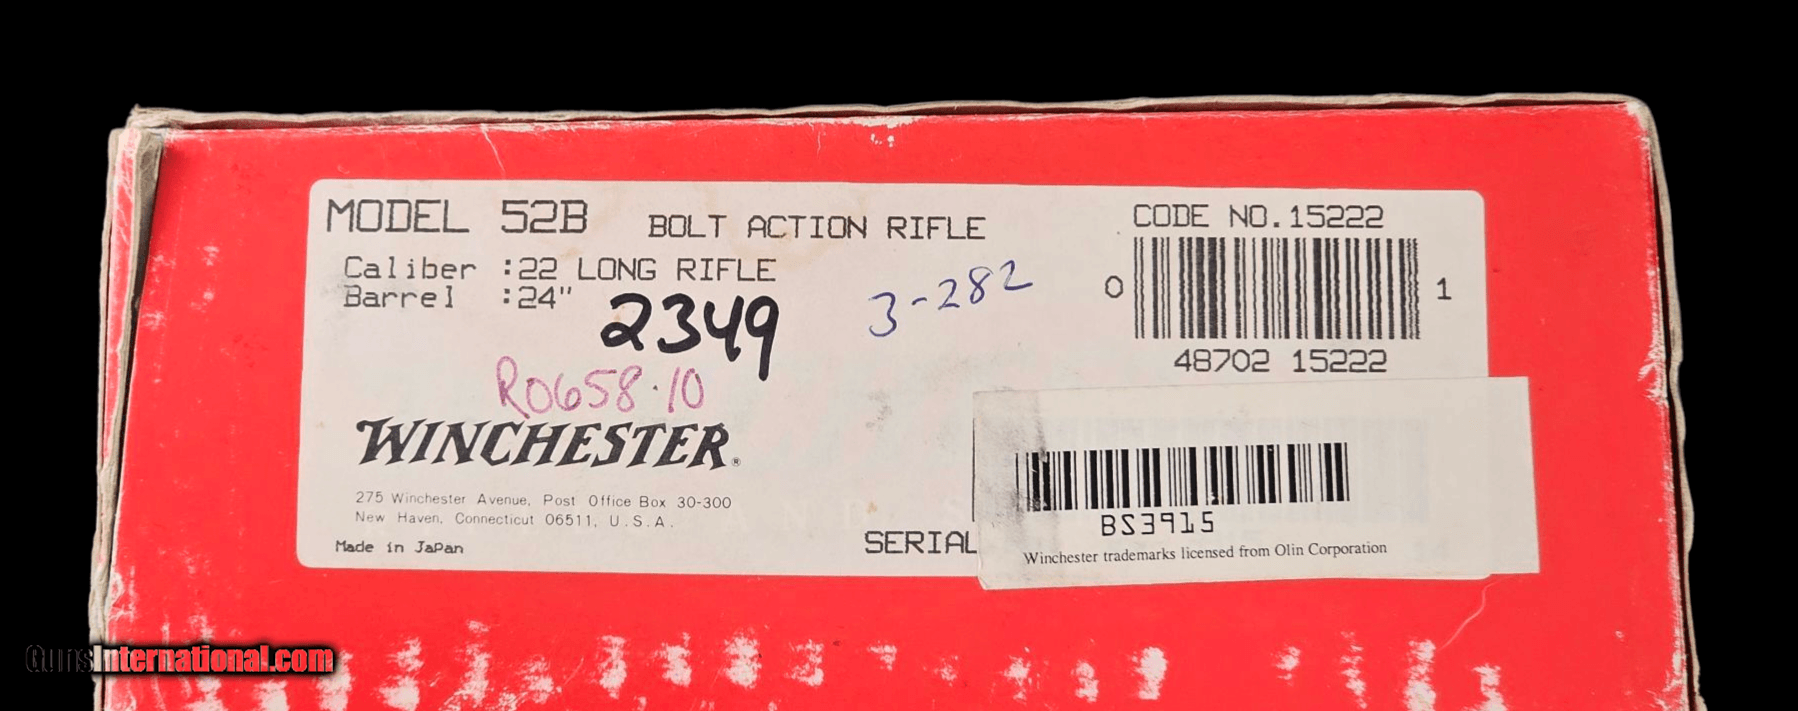 MODEL 52B BOLT ACTION RIFLE
CODE NO.15222
Caliber :22 LONG RIFLE
Barrel :24"
2349
3-282
0 1
48702 15222
R0658.10
WINCHESTER®
275 Winchester Avenue, Post Office Box 30-300
New Haven, Connecticut 06511, U.S.A.
Made in Japan
SERIAL
BS3915
Winchester trademarks licensed from Olin Corporation
GunsInternational.com